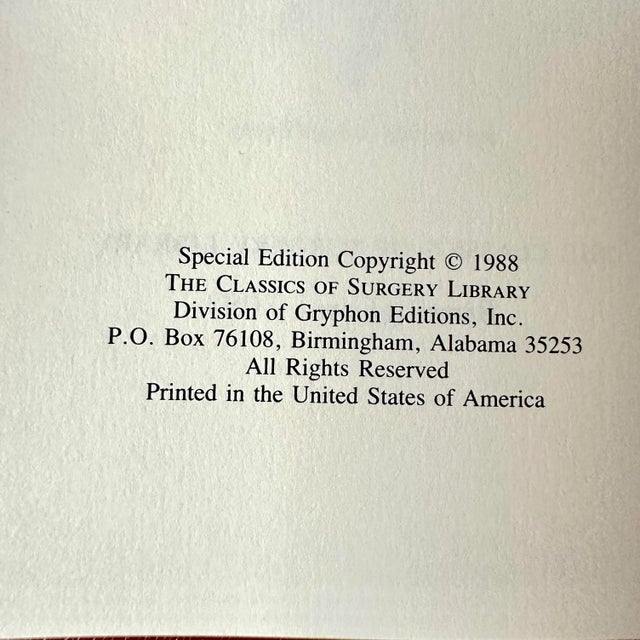 Special Edition Copyright © 1988
THE CLASSICS OF SURGERY LIBRARY
Division of Gryphon Editions, Inc.
P.O. Box 76108, Birmingham, Alabama 35253
All Rights Reserved
Printed in the United States of America